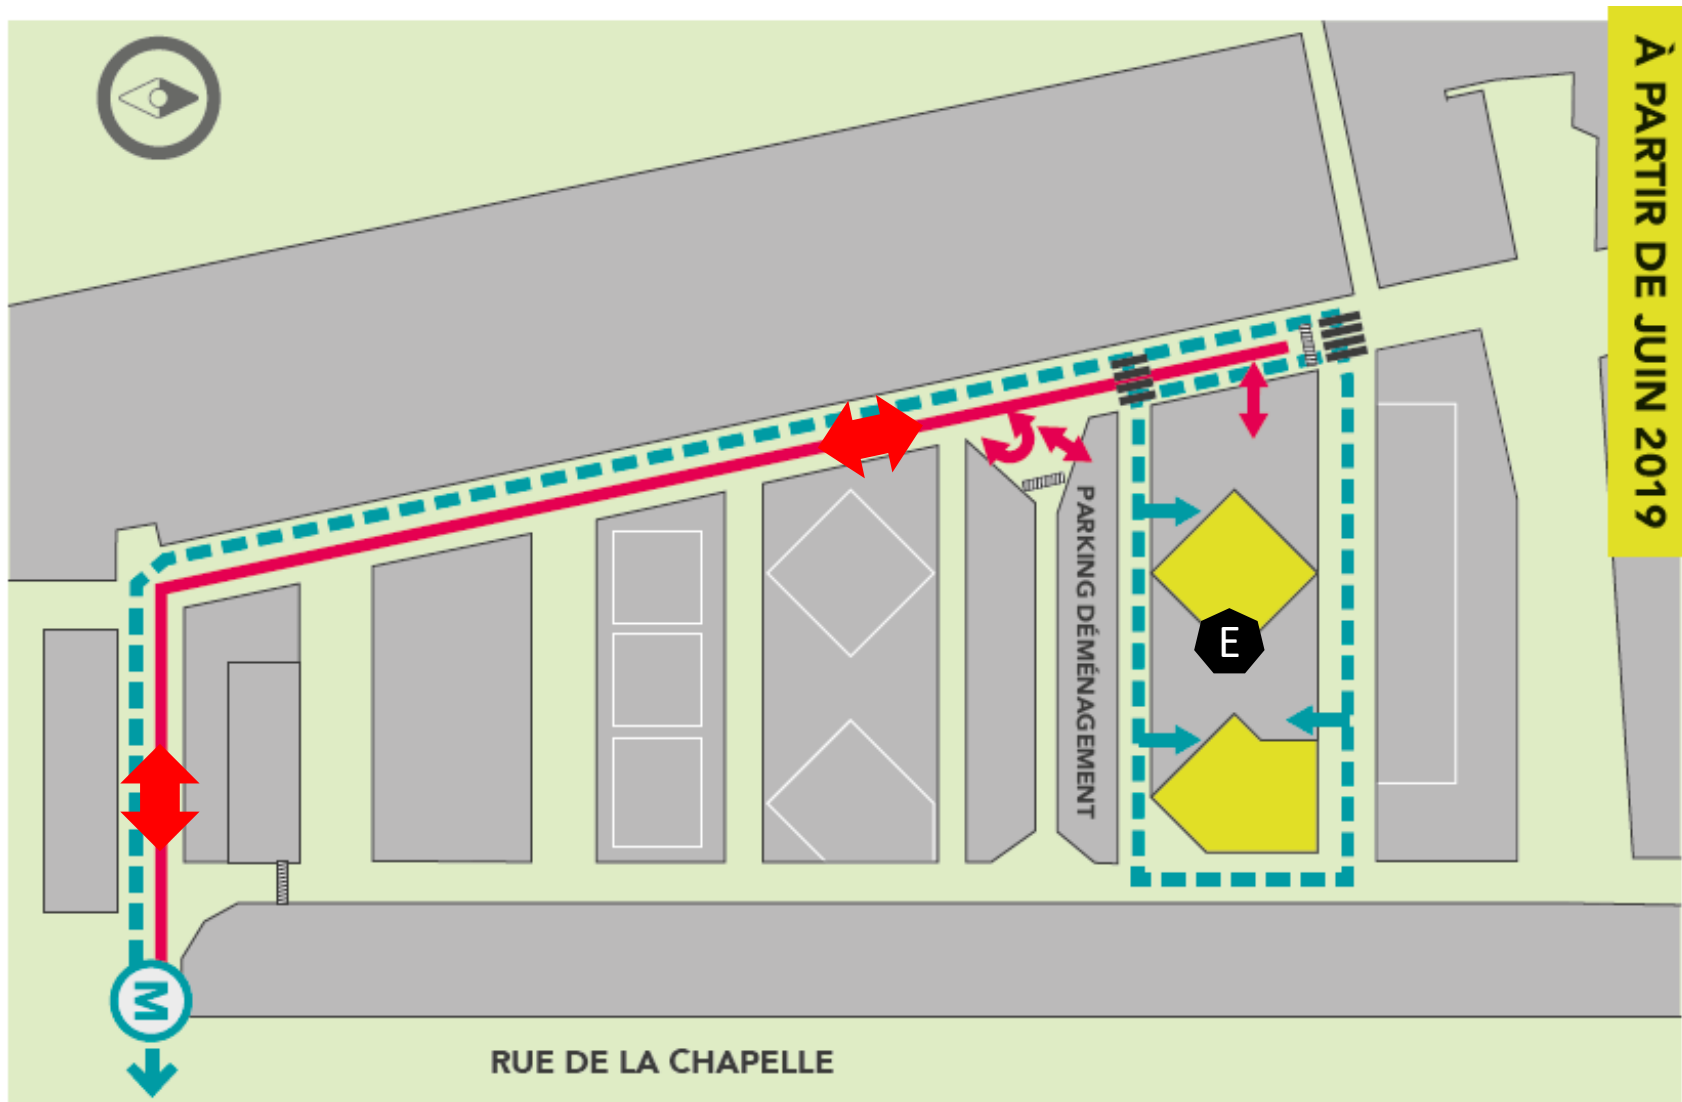 À PARTIR DE JUIN 2019
PARKING DÉMÉNAGEMENT
E
M
RUE DE LA CHAPELLE